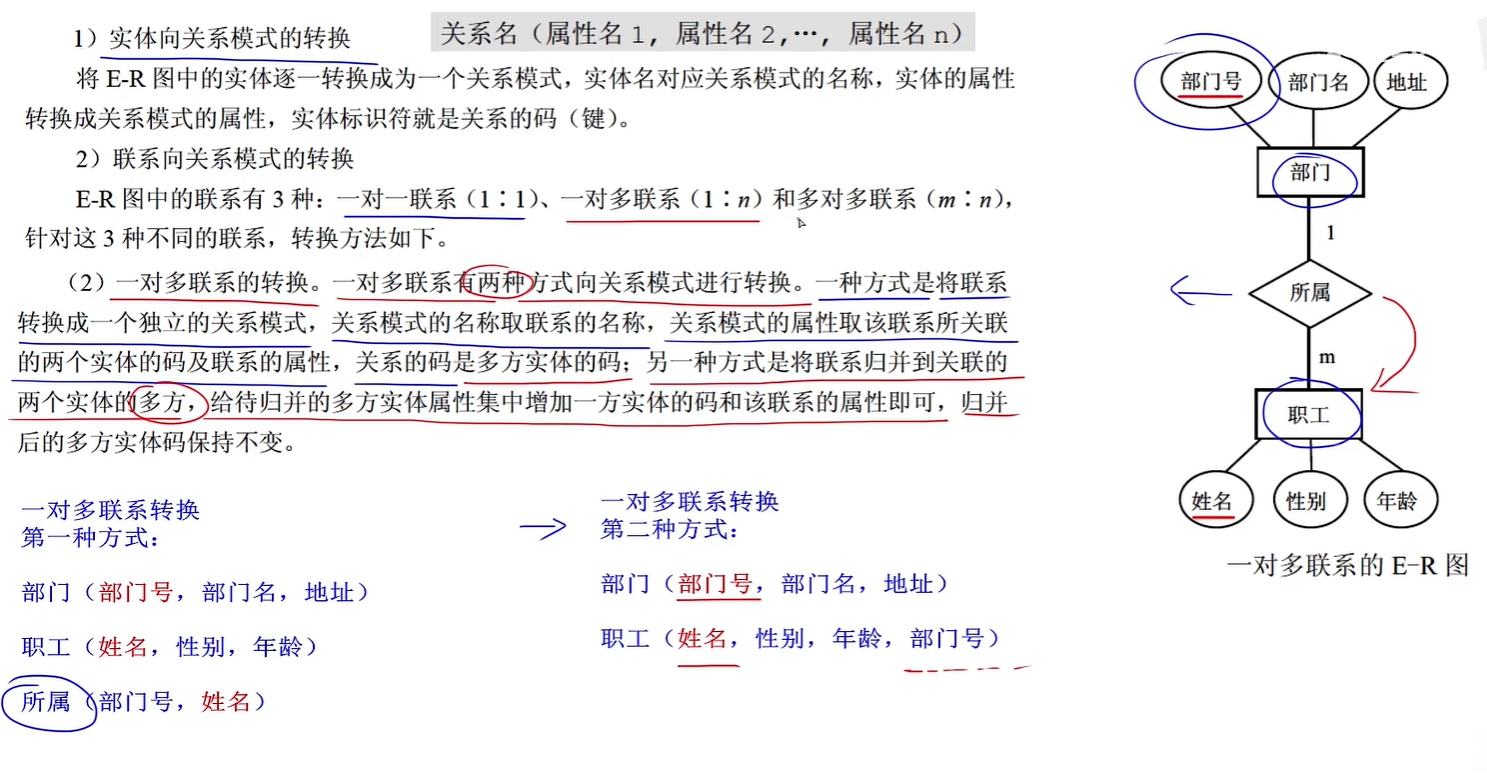 关系名（属性名1，属性名2,…，属性名n）
1）实体向关系模式的转换
将E-R图中的实体逐一转换成为一个关系模式，实体名对应关系模式的名称，实体的属性
转换成关系模式的属性，实体标识符就是关系的码（键）。
2）联系向关系模式的转换
E-R图中的联系有3种：一对一联系（1∶1）、一对多联系（1∶n）和多对多联系（m∶n），
针对这3种不同的联系，转换方法如下。
（2）一对多联系的转换。一对多联系有两种方式向关系模式进行转换。一种方式是将联系
转换成一个独立的关系模式，关系模式的名称取联系的名称，关系模式的属性取该联系所关联
的两个实体的码及联系的属性，关系的码是多方实体的码；另一种方式是将联系归并到关联的
两个实体的多方，给待归并的多方实体属性集中增加一方实体的码和该联系的属性即可，归并
后的多方实体码保持不变。
一对多联系转换
第一种方式：
部门（部门号，部门名，地址）
职工（姓名，性别，年龄）
所属（部门号，姓名）
一对多联系转换
第二种方式：
部门（部门号，部门名，地址）
职工（姓名，性别，年龄，部门号）
部门号 部门名 地址
部门
1
所属
m
职工
姓名 性别 年龄
一对多联系的E-R图